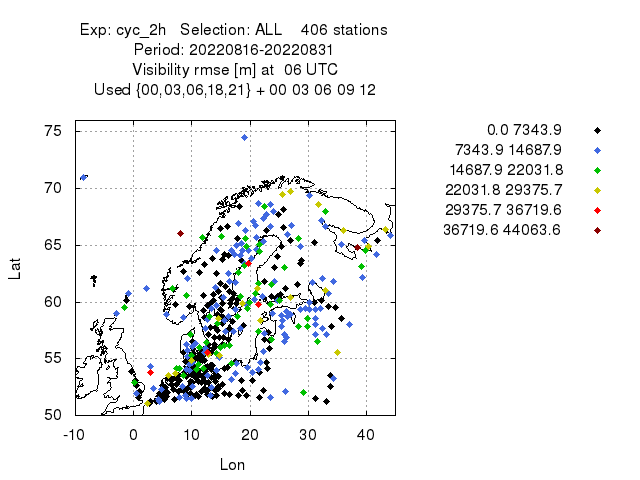 Exp: cyc_2h   Selection: ALL    406 stations
Period: 20220816-20220831
Visibility rmse [m] at  06 UTC
Used {00,03,06,18,21} + 00 03 06 09 12
75
70
65
60
55
50
Lat
-10 0 10 20 30 40
Lon
0.0 7343.9
7343.9 14687.9
14687.9 22031.8
22031.8 29375.7
29375.7 36719.6
36719.6 44063.6